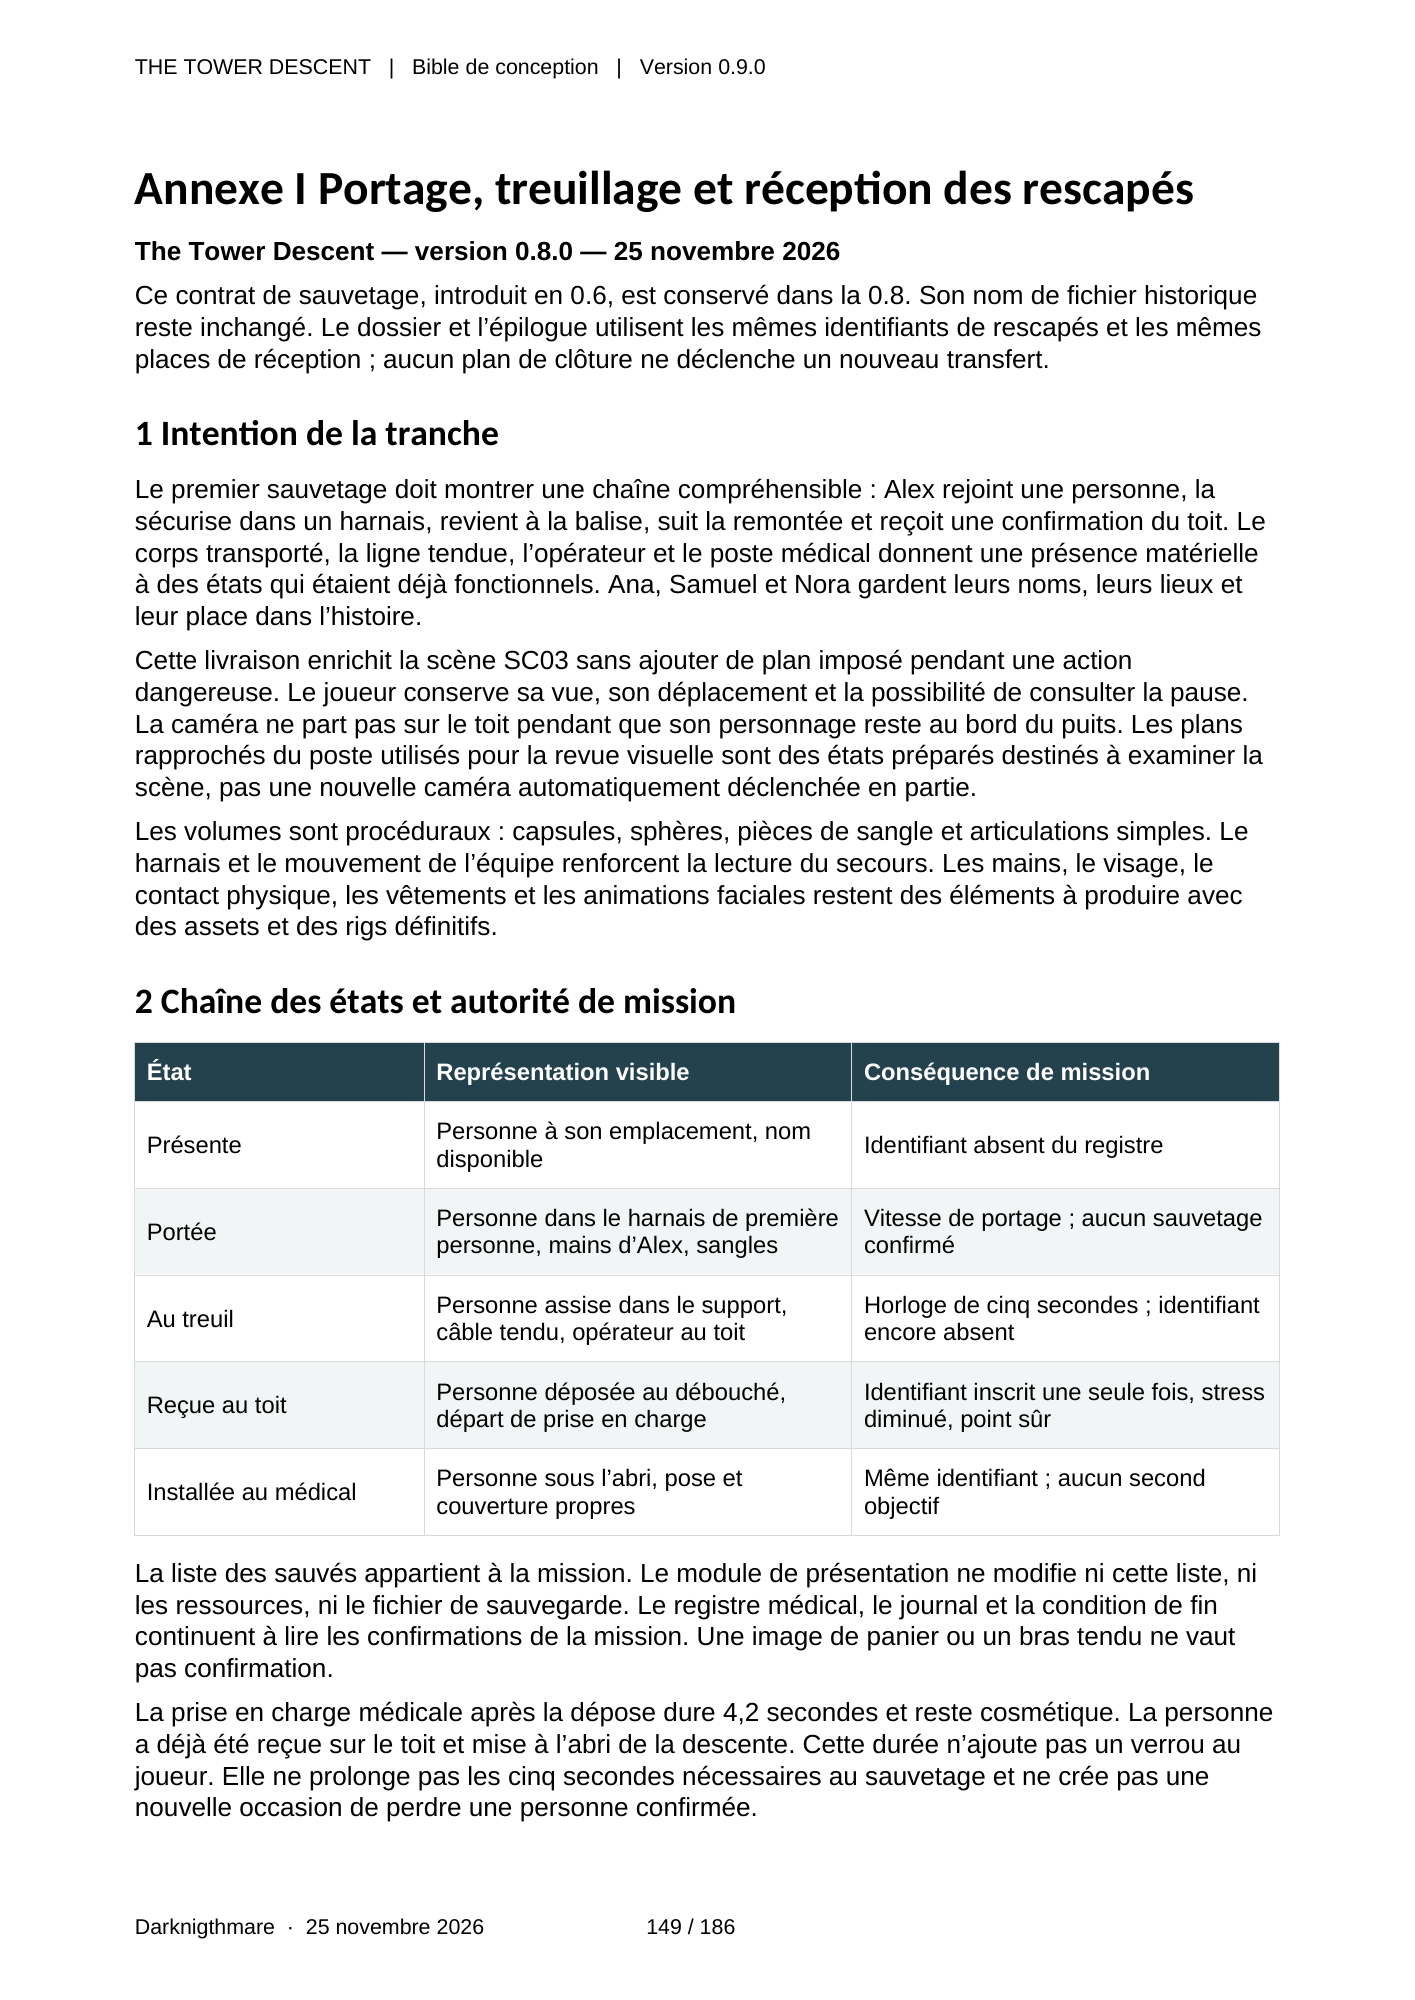 THE TOWER DESCENT | Bible de conception | Version 0.9.0
Annexe I Portage, treuillage et réception des rescapés
The Tower Descent — version 0.8.0 — 25 novembre 2026
Ce contrat de sauvetage, introduit en 0.6, est conservé dans la 0.8. Son nom de fichier historique
reste inchangé. Le dossier et l’épilogue utilisent les mêmes identifiants de rescapés et les mêmes
places de réception ; aucun plan de clôture ne déclenche un nouveau transfert.
1 Intention de la tranche
Le premier sauvetage doit montrer une chaîne compréhensible : Alex rejoint une personne, la
sécurise dans un harnais, revient à la balise, suit la remontée et reçoit une confirmation du toit. Le
corps transporté, la ligne tendue, l’opérateur et le poste médical donnent une présence matérielle
à des états qui étaient déjà fonctionnels. Ana, Samuel et Nora gardent leurs noms, leurs lieux et
leur place dans l’histoire.
Cette livraison enrichit la scène SC03 sans ajouter de plan imposé pendant une action
dangereuse. Le joueur conserve sa vue, son déplacement et la possibilité de consulter la pause.
La caméra ne part pas sur le toit pendant que son personnage reste au bord du puits. Les plans
rapprochés du poste utilisés pour la revue visuelle sont des états préparés destinés à examiner la
scène, pas une nouvelle caméra automatiquement déclenchée en partie.
Les volumes sont procéduraux : capsules, sphères, pièces de sangle et articulations simples. Le
harnais et le mouvement de l’équipe renforcent la lecture du secours. Les mains, le visage, le
contact physique, les vêtements et les animations faciales restent des éléments à produire avec
des assets et des rigs définitifs.
2 Chaîne des états et autorité de mission
État Représentation visible Conséquence de mission
Présente Personne à son emplacement, nom
disponible Identifiant absent du registre
Portée Personne dans le harnais de première
personne, mains d’Alex, sangles Vitesse de portage ; aucun sauvetage
confirmé
Au treuil Personne assise dans le support,
câble tendu, opérateur au toit Horloge de cinq secondes ; identifiant
encore absent
Reçue au toit Personne déposée au débouché,
départ de prise en charge Identifiant inscrit une seule fois, stress
diminué, point sûr
Installée au médical Personne sous l’abri, pose et
couverture propres Même identifiant ; aucun second
objectif
La liste des sauvés appartient à la mission. Le module de présentation ne modifie ni cette liste, ni
les ressources, ni le fichier de sauvegarde. Le registre médical, le journal et la condition de fin
continuent à lire les confirmations de la mission. Une image de panier ou un bras tendu ne vaut
pas confirmation.
La prise en charge médicale après la dépose dure 4,2 secondes et reste cosmétique. La personne
a déjà été reçue sur le toit et mise à l’abri de la descente. Cette durée n’ajoute pas un verrou au
joueur. Elle ne prolonge pas les cinq secondes nécessaires au sauvetage et ne crée pas une
nouvelle occasion de perdre une personne confirmée.
Darknigthmare · 25 novembre 2026 149 / 186